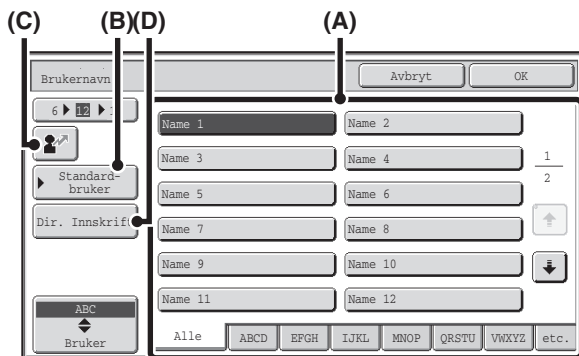 (C) (B)(D) (A)
Brukernavn Avbryt OK
6 12 1
Name 1 Name 2
Name 3 Name 4 1
Standard-
bruker
2
Name 5 Name 6
Dir. Innskrift
Name 7 Name 8
Name 9 Name 10
Name 11 Name 12
ABC
Bruker
Alle ABCD EFGH IJKL MNOP QRSTU VWXYZ etc.